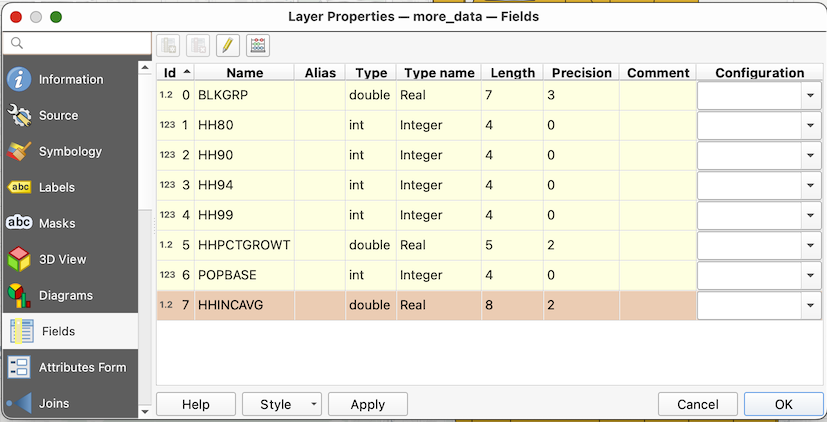 Layer Properties — more_data — Fields
Information
Source
Symbology
abc Labels
abc Masks
3D View
Diagrams
Fields
Attributes Form
Joins
Id Name Alias Type Type name Length Precision Comment Configuration
1.2 0 BLKGRP double Real 7 3
123 1 HH80 int Integer 4 0
123 2 HH90 int Integer 4 0
123 3 HH94 int Integer 4 0
123 4 HH99 int Integer 4 0
1.2 5 HHPCTGROWT double Real 5 2
123 6 POPBASE int Integer 4 0
1.2 7 HHINCAVG double Real 8 2
Help Style Apply Cancel OK